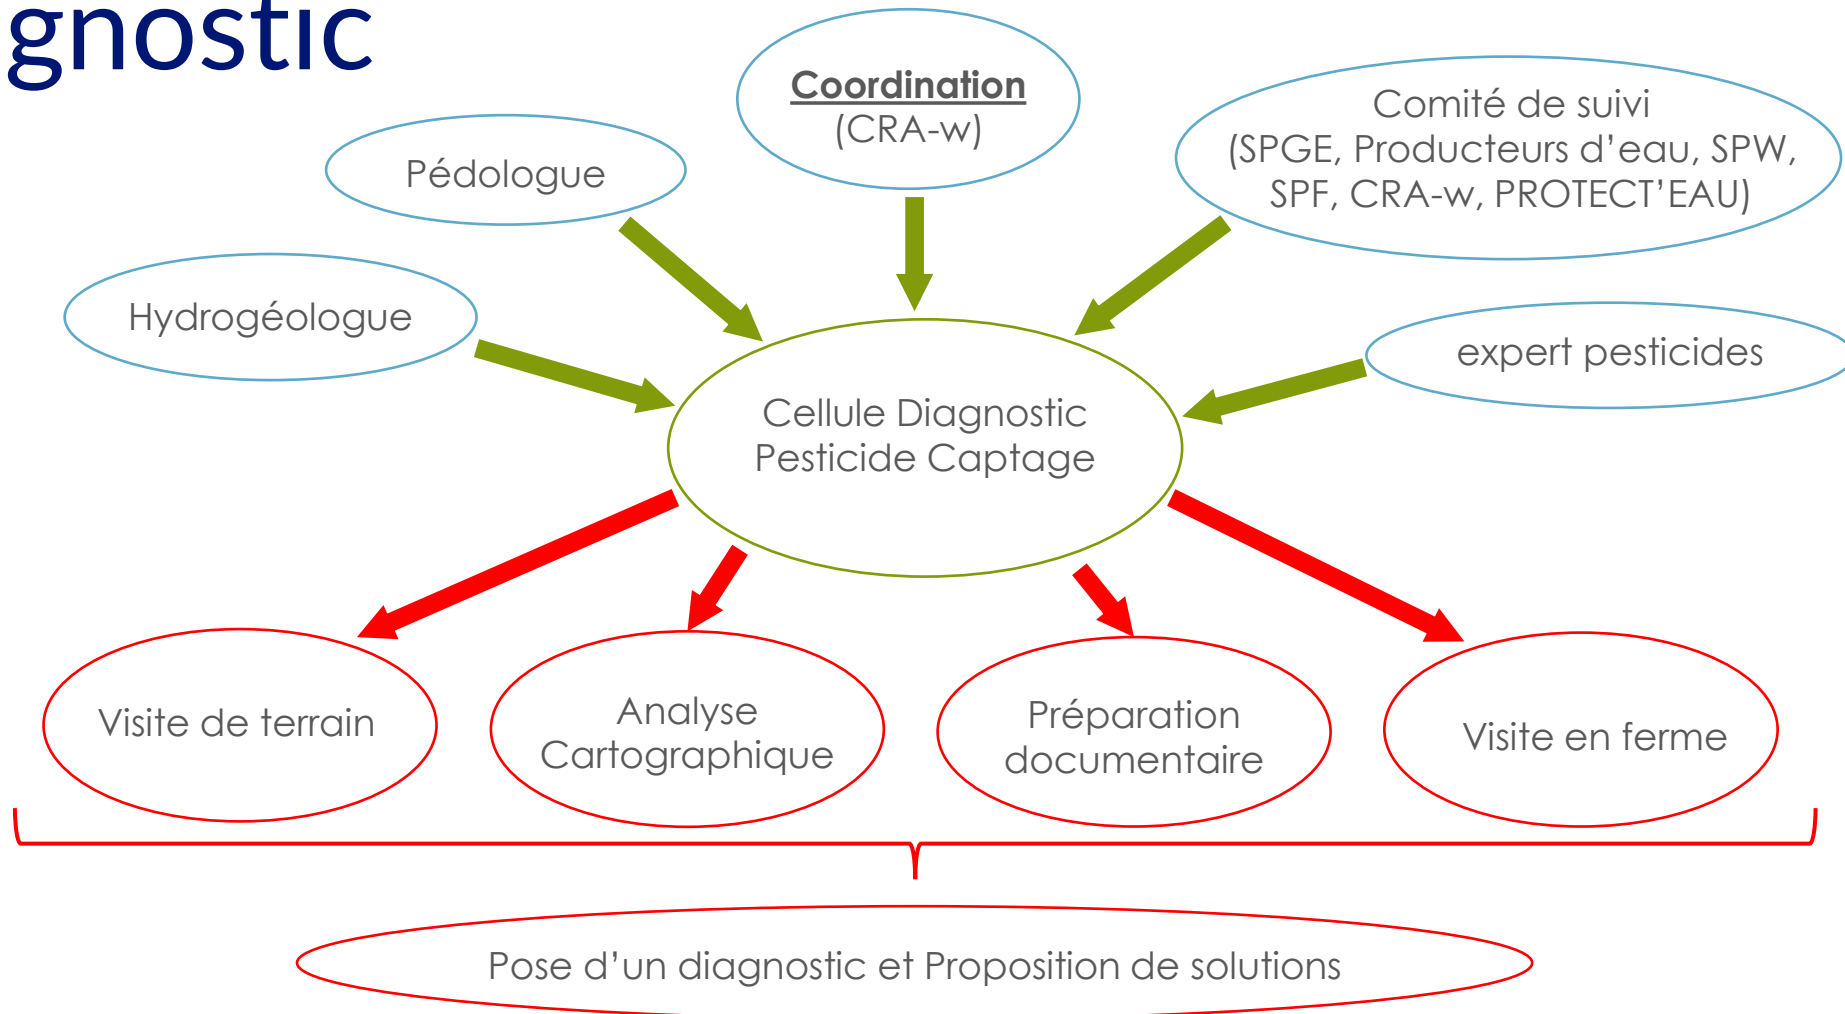 gnostic
Coordination
(CRA-w)
Comité de suivi
(SPGE, Producteurs d’eau, SPW,
SPF, CRA-w, PROTECT’EAU)
Pédologue
Hydrogéologue
expert pesticides
Cellule Diagnostic
Pesticide Captage
Visite de terrain
Analyse
Cartographique
Préparation
documentaire
Visite en ferme
Pose d’un diagnostic et Proposition de solutions